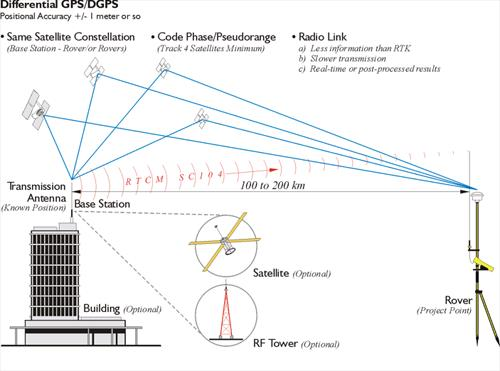 Differential GPS/DGPS
Positional Accuracy +/- 1 meter or so
• Same Satellite Constellation
(Base Station - Rover/or Rovers)
• Code Phase/Pseudorange
(Track 4 Satellites Minimum)
• Radio Link
a) Less information than RTK
b) Slower transmission
c) Real-time or post-processed results
RTCM SC104
100 to 200 km
Transmission
Antenna
(Known Position)
Base Station
Satellite (Optional)
Building (Optional)
RF Tower (Optional)
Rover
(Project Point)